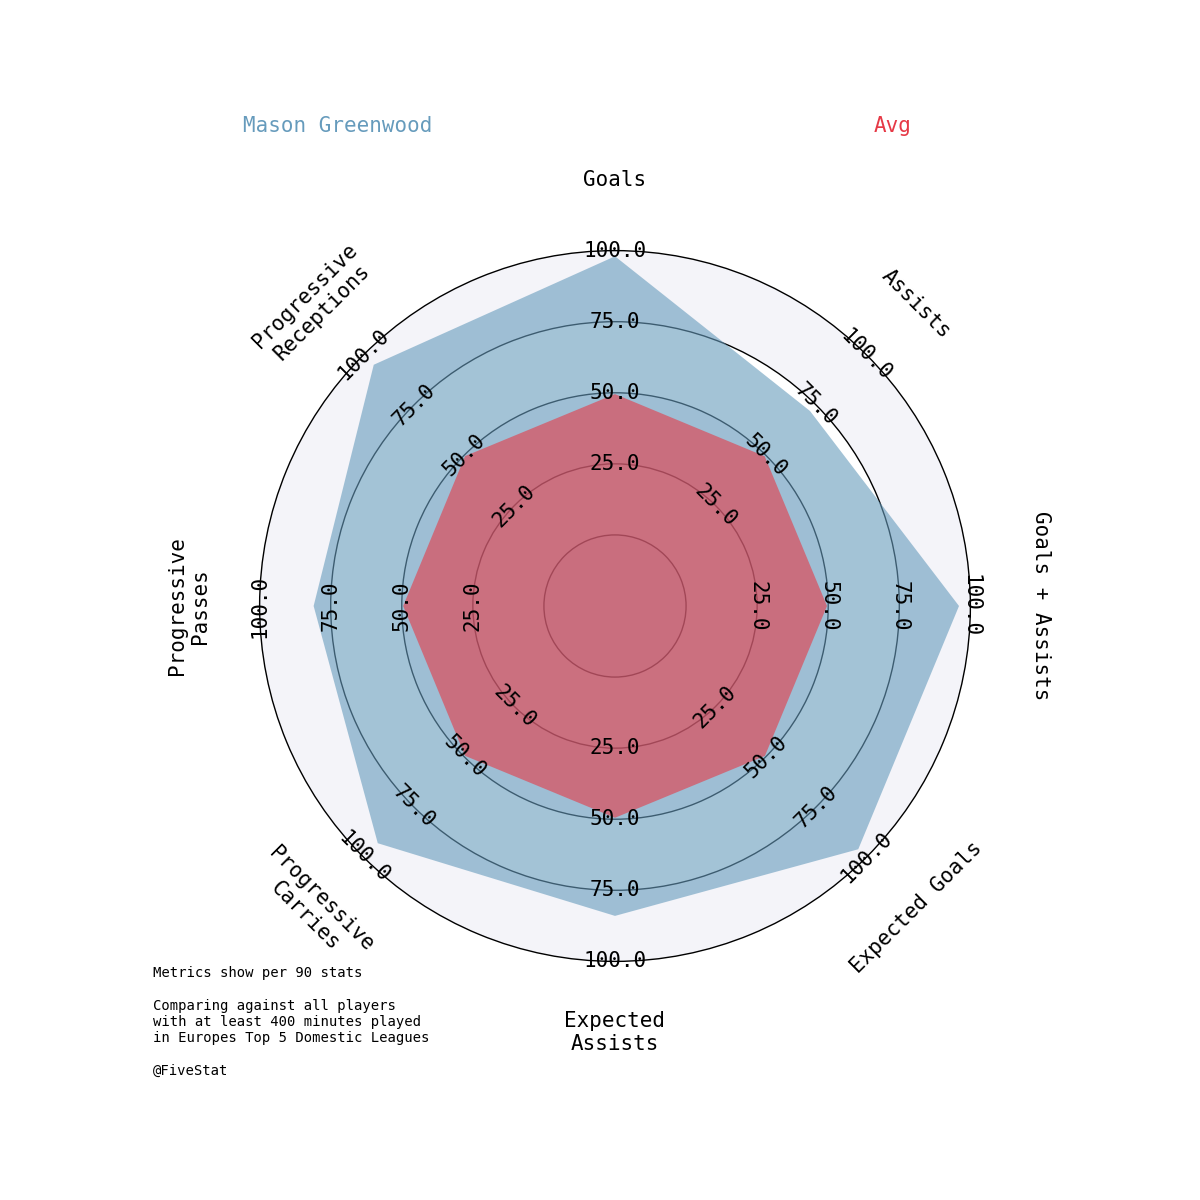 Mason Greenwood
Avg
Goals
Assists
Goals + Assists
Expected Goals
Expected
Assists
Progressive
Carries
Progressive
Passes
Progressive
Receptions
25.0
50.0
75.0
100.0
25.0
50.0
75.0
100.0
25.0
50.0
75.0
100.0
25.0
50.0
75.0
100.0
25.0
50.0
75.0
100.0
25.0
50.0
75.0
100.0
25.0
50.0
75.0
100.0
25.0
50.0
75.0
100.0
Metrics show per 90 stats
Comparing against all players
with at least 400 minutes played
in Europes Top 5 Domestic Leagues
@FiveStat